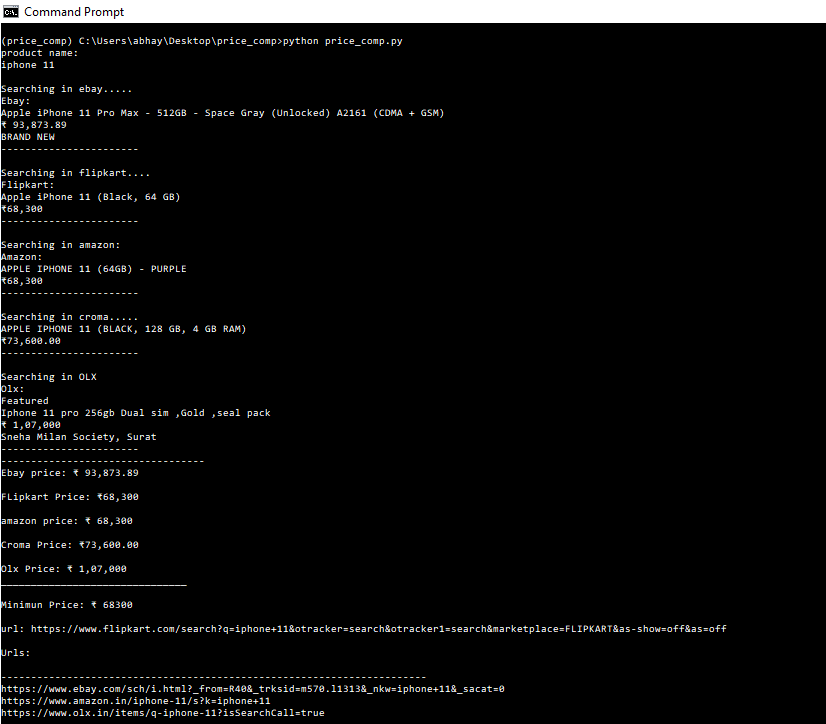 Command Prompt
(price_comp) C:\Users\abhay\Desktop\price_comp>python price_comp.py
product name:
iphone 11
Searching in ebay.....
Ebay:
Apple iPhone 11 Pro Max - 512GB - Space Gray (Unlocked) A2161 (CDMA + GSM)
₹ 93,873.89
BRAND NEW
-----------------------
Searching in flipkart....
Flipkart:
Apple iPhone 11 (Black, 64 GB)
₹68,300
-----------------------
Searching in amazon:
Amazon:
APPLE IPHONE 11 (64GB) - PURPLE
₹68,300
-----------------------
Searching in croma.....
APPLE IPHONE 11 (BLACK, 128 GB, 4 GB RAM)
₹73,600.00
-----------------------
Searching in OLX
Olx:
Featured
Iphone 11 pro 256gb Dual sim ,Gold ,seal pack
₹ 1,07,000
Sneha Milan Society, Surat
-----------------------
----------------------------------
Ebay price: ₹ 93,873.89
FLipkart Price: ₹68,300
amazon price: ₹ 68,300
Croma Price: ₹73,600.00
Olx Price: ₹ 1,07,000
_______________________________
Minimun Price: ₹ 68300
url: https://www.flipkart.com/search?q=iphone+11&otracker=search&otracker1=search&marketplace=FLIPKART&as-show=off&as=off
Urls:
-----------------------------------------------------------------------
https://www.ebay.com/sch/i.html?_from=R40&_trksid=m570.l1313&_nkw=iphone+11&_sacat=0
https://www.amazon.in/iphone-11/s?k=iphone+11
https://www.olx.in/items/q-iphone-11?isSearchCall=true